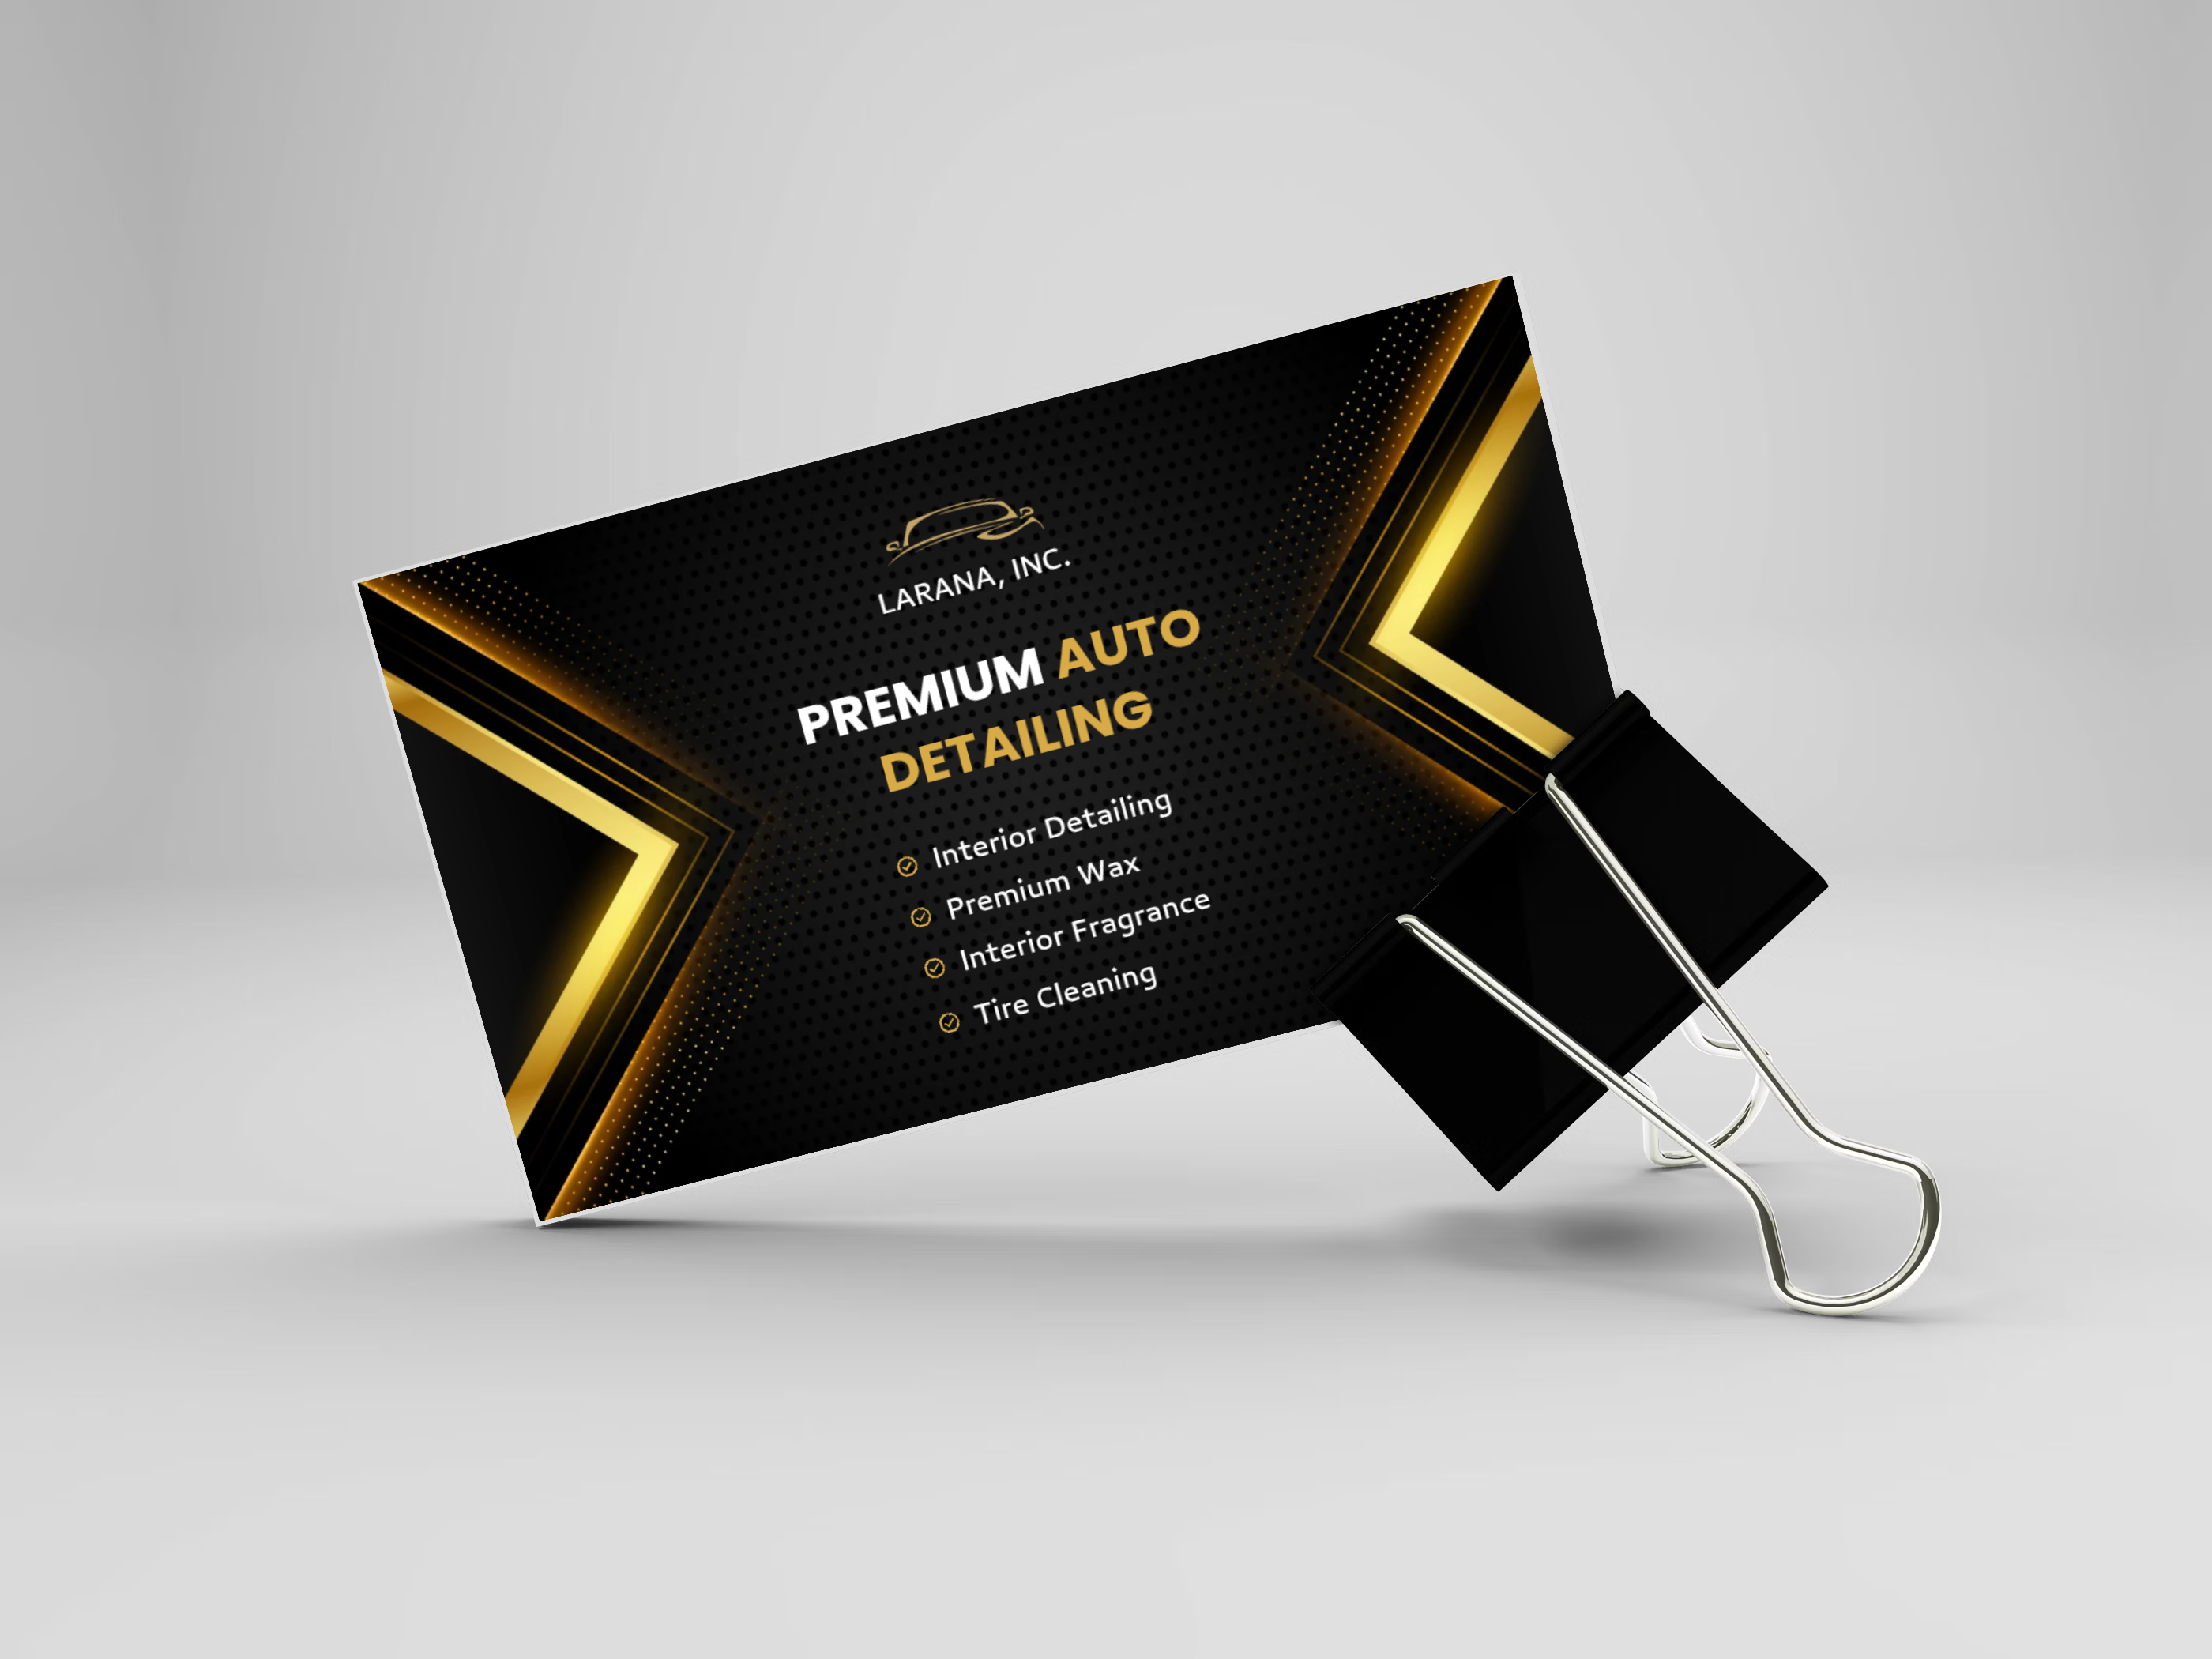 LARANA, INC.
PREMIUM AUTO
DETAILING
Interior Detailing
Premium Wax
Interior Fragrance
Tire Cleaning